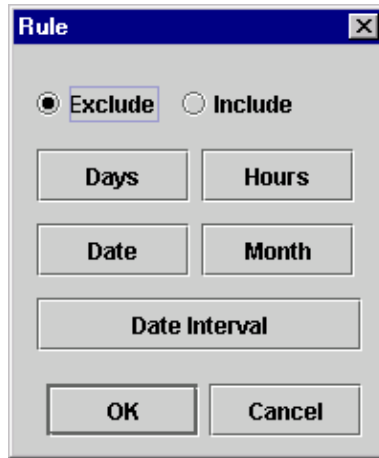 Rule
Exclude Include
Days Hours
Date Month
Date Interval
OK Cancel